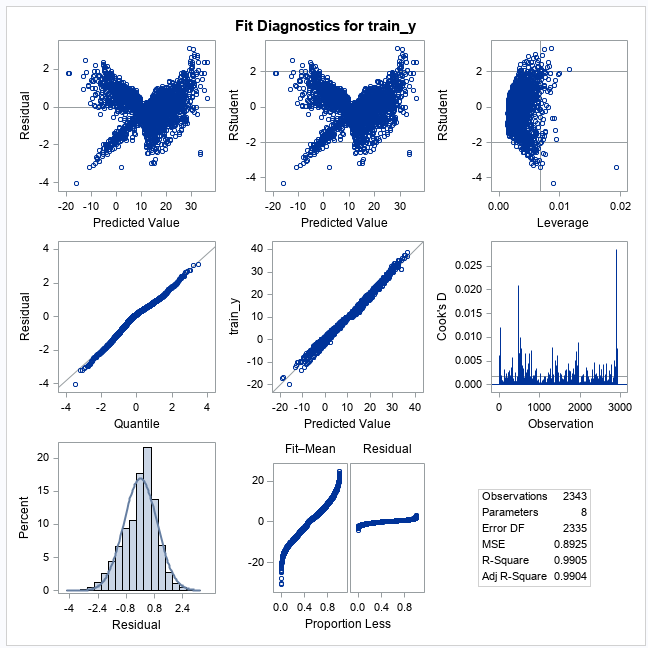 Fit Diagnostics for train_y
2
0
-2
-4
Residual
-20 -10 0 10 20 30
Predicted Value
2
0
-2
-4
RStudent
-20 -10 0 10 20 30
Predicted Value
2
0
-2
-4
RStudent
0.00 0.01 0.02
Leverage
4
2
0
-2
-4
Residual
-4 -2 0 2 4
Quantile
40
30
20
10
0
-10
-20
train_y
-20 -10 0 10 20 30 40
Predicted Value
0.025
0.020
0.015
0.010
0.005
0.000
Cook's D
0 1000 2000 3000
Observation
20
15
10
5
0
Percent
-4 -2.4 -0.8 0.8 2.4
Residual
Fit–Mean Residual
20
0
-20
0.0 0.4 0.8 0.0 0.4 0.8
Proportion Less
Observations 2343
Parameters 8
Error DF 2335
MSE 0.8925
R-Square 0.9905
Adj R-Square 0.9904